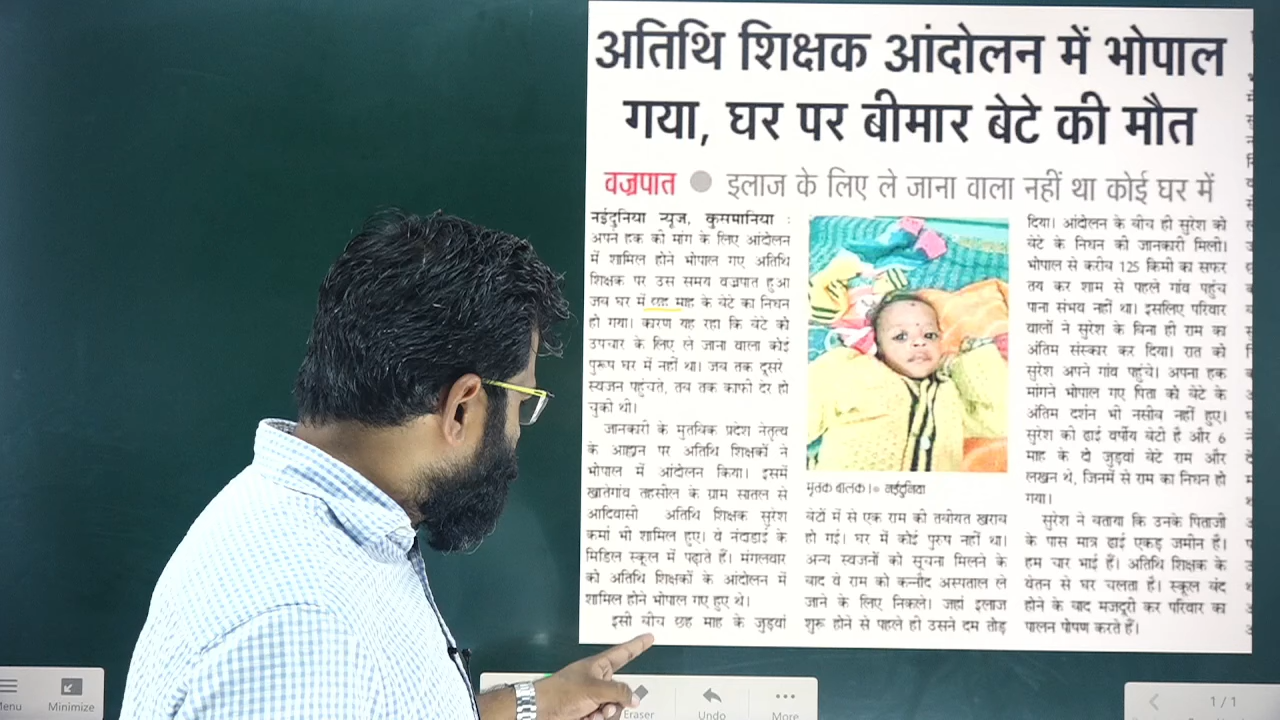 अतिथि शिक्षक आंदोलन में भोपाल
गया, घर पर बीमार बेटे की मौत
वज्रपात ● इलाज के लिए ले जाना वाला नहीं था कोई घर में
नईदुनिया न्यूज, कुसमानिया :
अपने हक को मांग के लिए आंदोलन
में शामिल होने भोपाल गए अतिथि
शिक्षक पर उस समय वज्रपात हुआ
जब घर में छह माह के बेटे का निधन
हो गया। कारण यह रहा कि बेटे को
उपचार के लिए ले जाना वाला कोई
पुरूष घर में नहीं था। जब तक दूसरे
स्वजन पहुंचते, तब तक काफी देर हो
चुकी थी।
जानकारी के मुताबिक प्रदेश नेतृत्व
के आह्वान पर अतिथि शिक्षकों ने
भोपाल में आंदोलन किया। इसमें
खातेगांव तहसील के ग्राम सातल से
आदिवासी अतिथि शिक्षक सुरेश
कर्मा भी शामिल हुए। वे नंदाडाई के
मिडिल स्कूल में पढ़ाते हैं। मंगलवार
को अतिथि शिक्षकों के आंदोलन में
शामिल होने भोपाल गए हुए थे।
इसी बीच छह माह के जुड़वां
मृतक बालक।● नईदुनिया
बेटों में से एक राम की तबीयत खराब
हो गई। घर में कोई पुरुष नहीं था।
अन्य स्वजनों को सूचना मिलने के
बाद वे राम को कन्नौद अस्पताल ले
जाने के लिए निकले। जहां इलाज
शुरू होने से पहले ही उसने दम तोड़
दिया। आंदोलन के बीच ही सुरेश को
बेटे के निधन की जानकारी मिली।
भोपाल से करीब 125 किमी का सफर
तय कर शाम से पहले गांव पहुंच
पाना संभव नहीं था। इसलिए परिवार
वालों ने सुरेश के बिना ही राम का
अंतिम संस्कार कर दिया। रात को
सुरेश अपने गांव पहुंचे। अपना हक
मांगने भोपाल गए पिता को बेटे के
अंतिम दर्शन भी नसीब नहीं हुए।
सुरेश को ढाई वर्षीय बेटी है और 6
माह के दो जुड़वां बेटे राम और
लखन थे, जिनमें से राम का निधन हो
गया।
सुरेश ने बताया कि उनके पिताजी
के पास मात्र ढाई एकड़ जमीन है।
हम चार भाई हैं। अतिथि शिक्षक के
वेतन से घर चलता है। स्कूल बंद
होने के बाद मजदूरी कर परिवार का
पालन पोषण करते हैं।
Menu
Minimize
Eraser
Undo
More
1 / 1